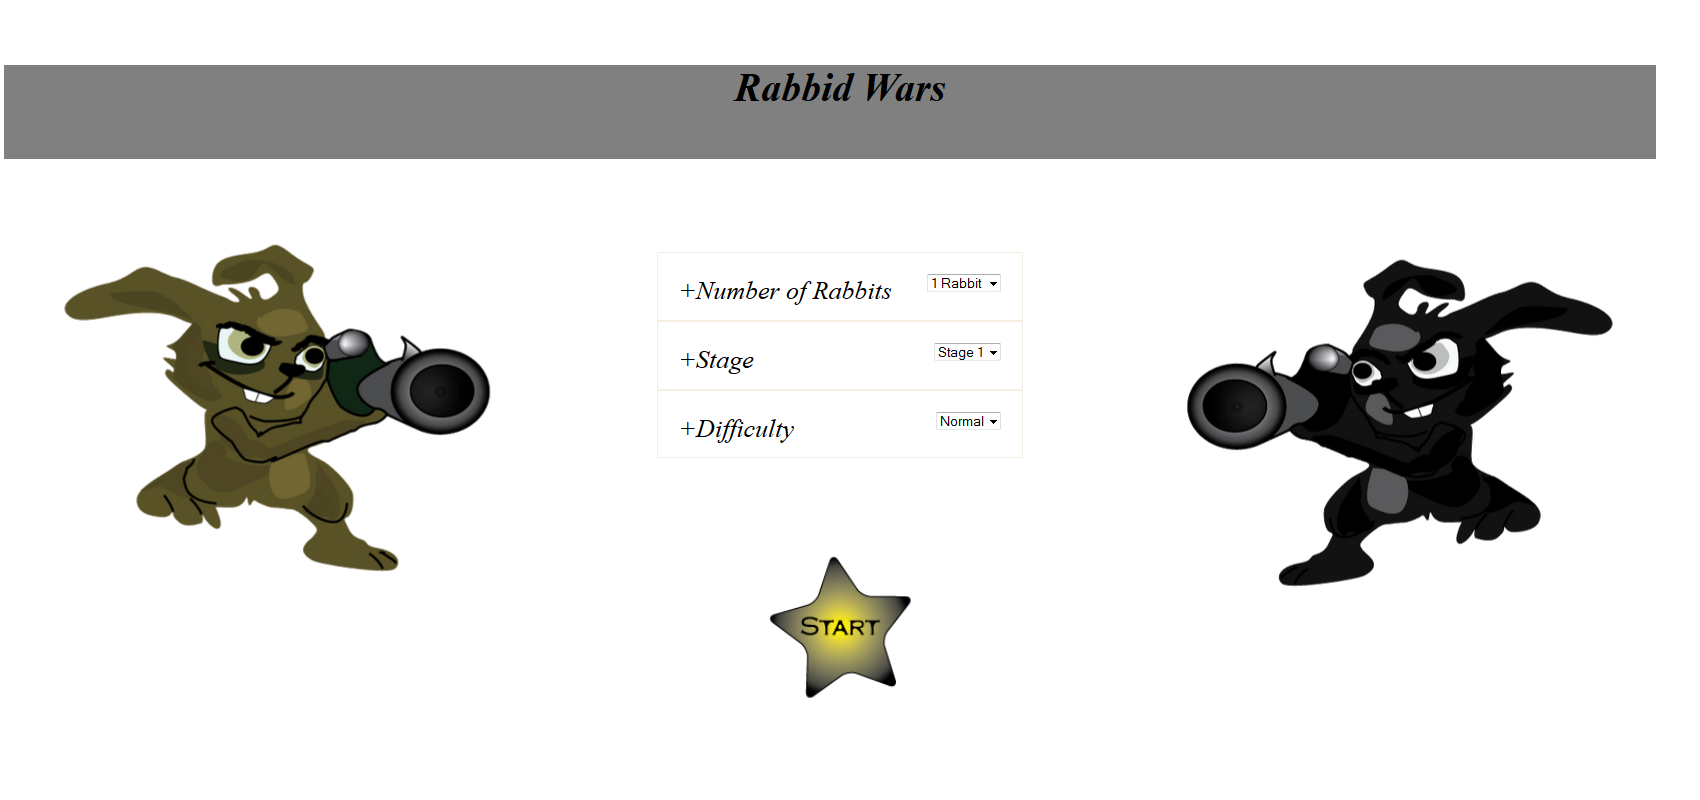 Rabbid Wars
+Number of Rabbits 1 Rabbit
+Stage Stage 1
+Difficulty Normal
START